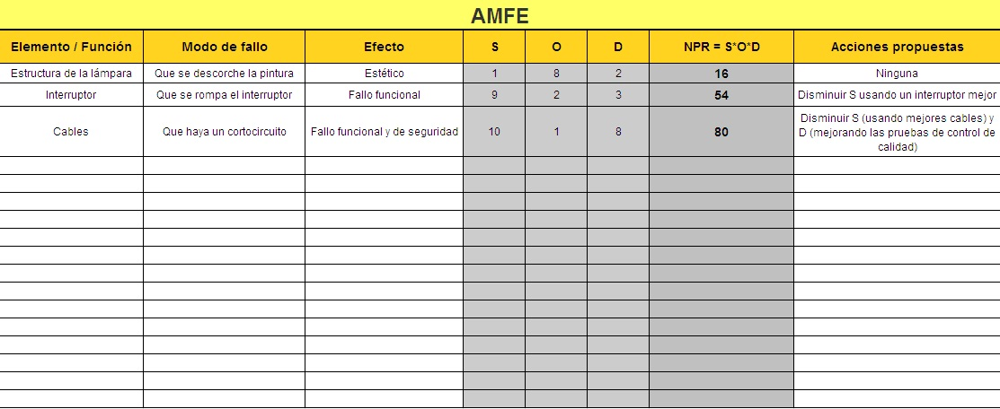 AMFE
Elemento / Función Modo de fallo Efecto S O D NPR = S*O*D Acciones propuestas
Estructura de la lámpara Que se descorche la pintura Estético 1 8 2 16 Ninguna
Interruptor Que se rompa el interruptor Fallo funcional 9 2 3 54 Disminuir S usando un interruptor mejor
Cables Que haya un cortocircuito Fallo funcional y de seguridad 10 1 8 80 Disminuir S (usando mejores cables) y
D (mejorando las pruebas de control de
calidad)